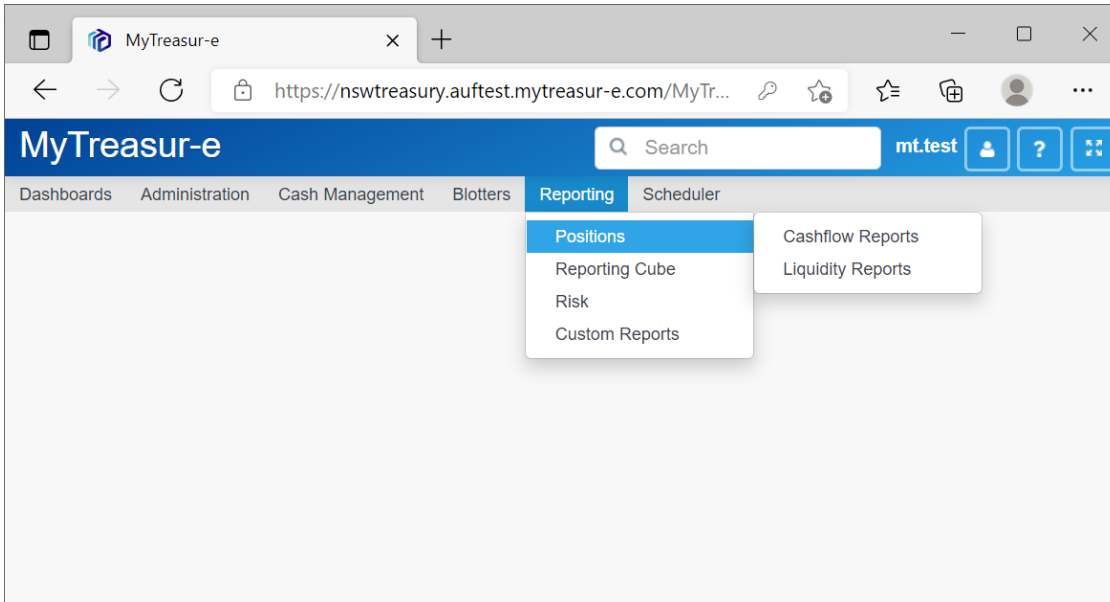 MyTreasur-e
https://nswtreasury.auftest.mytreasur-e.com/MyTr...
MyTreasur-e
Search
mt.test
?
Dashboards Administration Cash Management Blotters Reporting Scheduler
Positions Cashflow Reports
Reporting Cube Liquidity Reports
Risk
Custom Reports